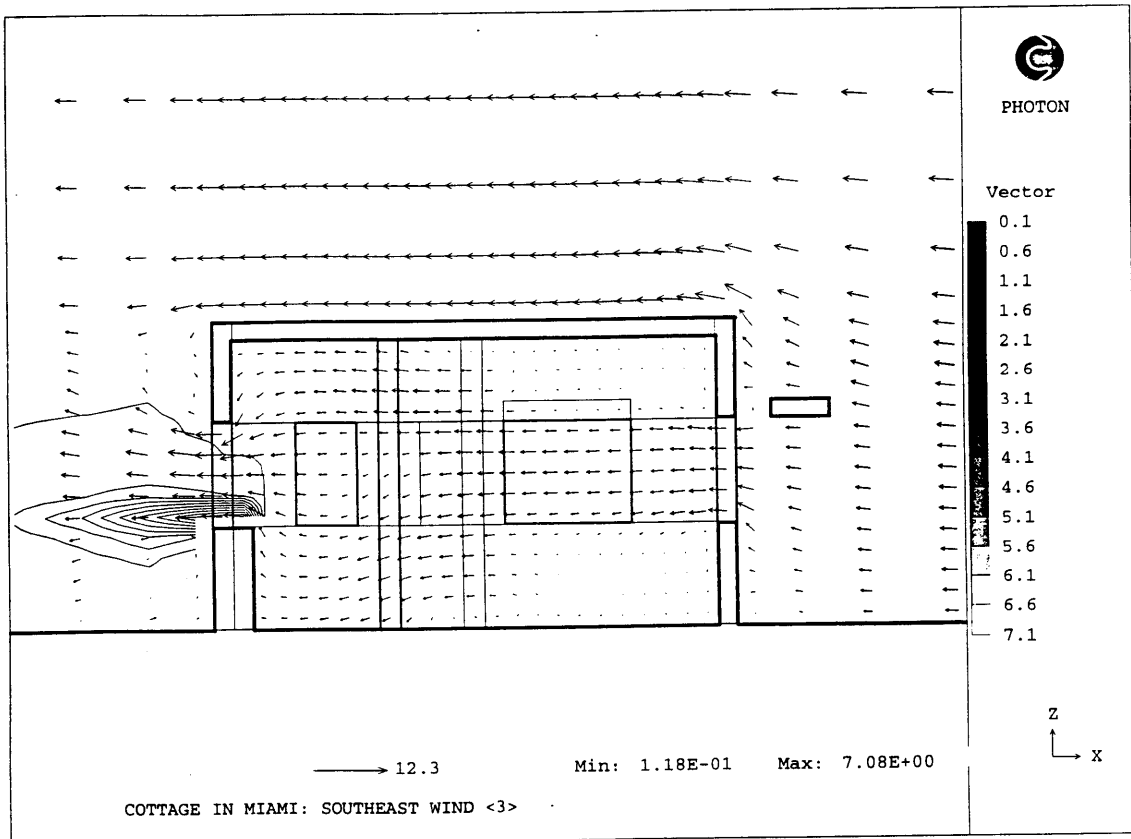 PHOTON
Vector
0.1
0.6
1.1
1.6
2.1
2.6
3.1
3.6
4.1
4.6
5.1
5.6
6.1
6.6
7.1
Z
X
12.3 Min: 1.18E-01 Max: 7.08E+00
COTTAGE IN MIAMI: SOUTHEAST WIND <3>